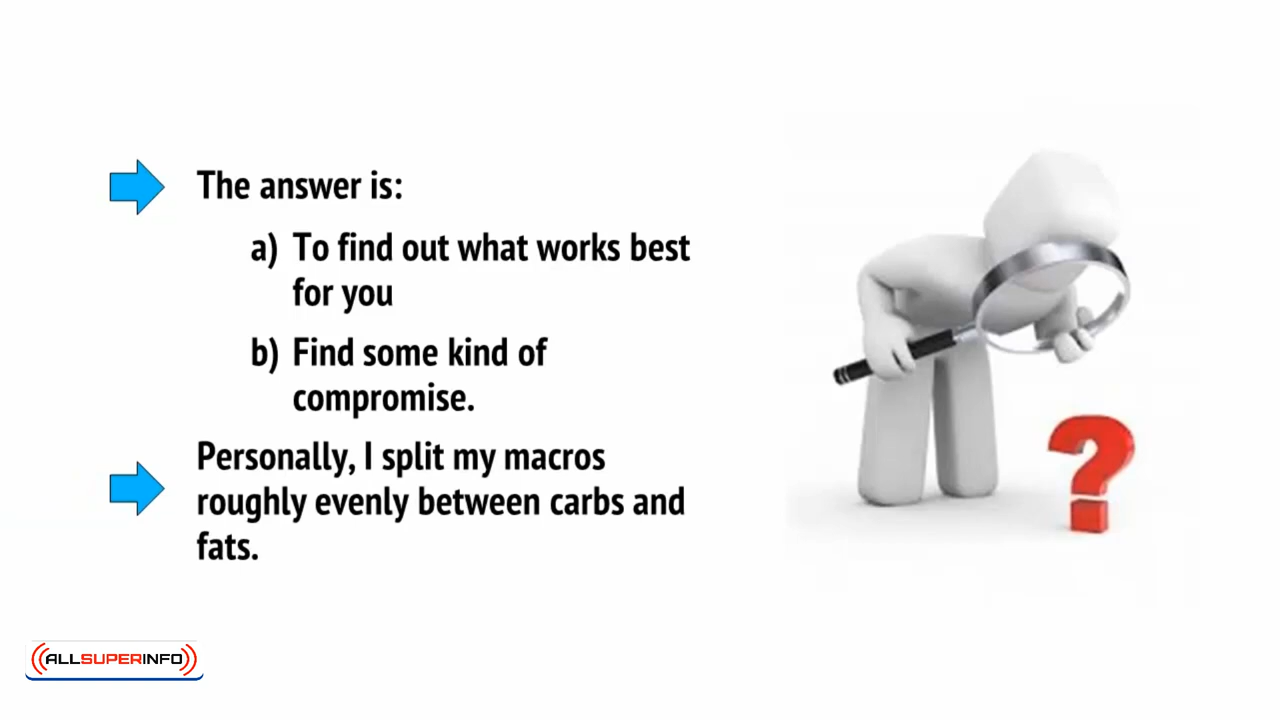 The answer is:
a) To find out what works best
for you
b) Find some kind of
compromise.
Personally, I split my macros
roughly evenly between carbs and
fats.
?
ALLSUPERINFO